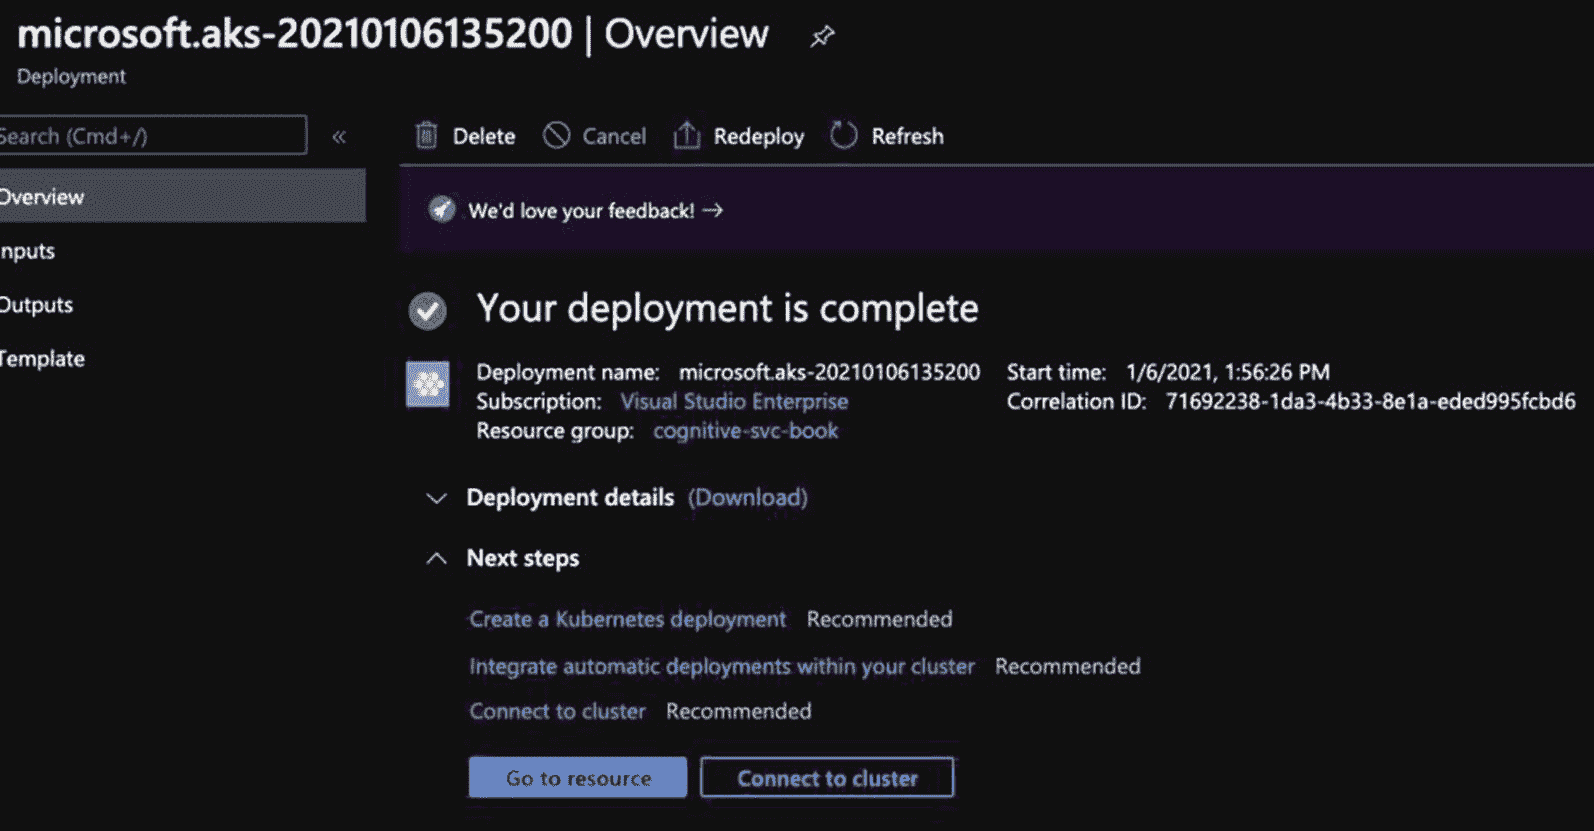 microsoft.aks-20210106135200 | Overview
Deployment
Search (Cmd+/)
«
Delete Cancel Redeploy Refresh
Overview
Inputs
Outputs
Template
We'd love your feedback! →
Your deployment is complete
Deployment name: microsoft.aks-20210106135200 Start time: 1/6/2021, 1:56:26 PM
Subscription: Visual Studio Enterprise Correlation ID: 71692238-1da3-4b33-8e1a-eded995fcbd6
Resource group: cognitive-svc-book
Deployment details (Download)
Next steps
Create a Kubernetes deployment Recommended
Integrate automatic deployments within your cluster Recommended
Connect to cluster Recommended
Go to resource Connect to cluster